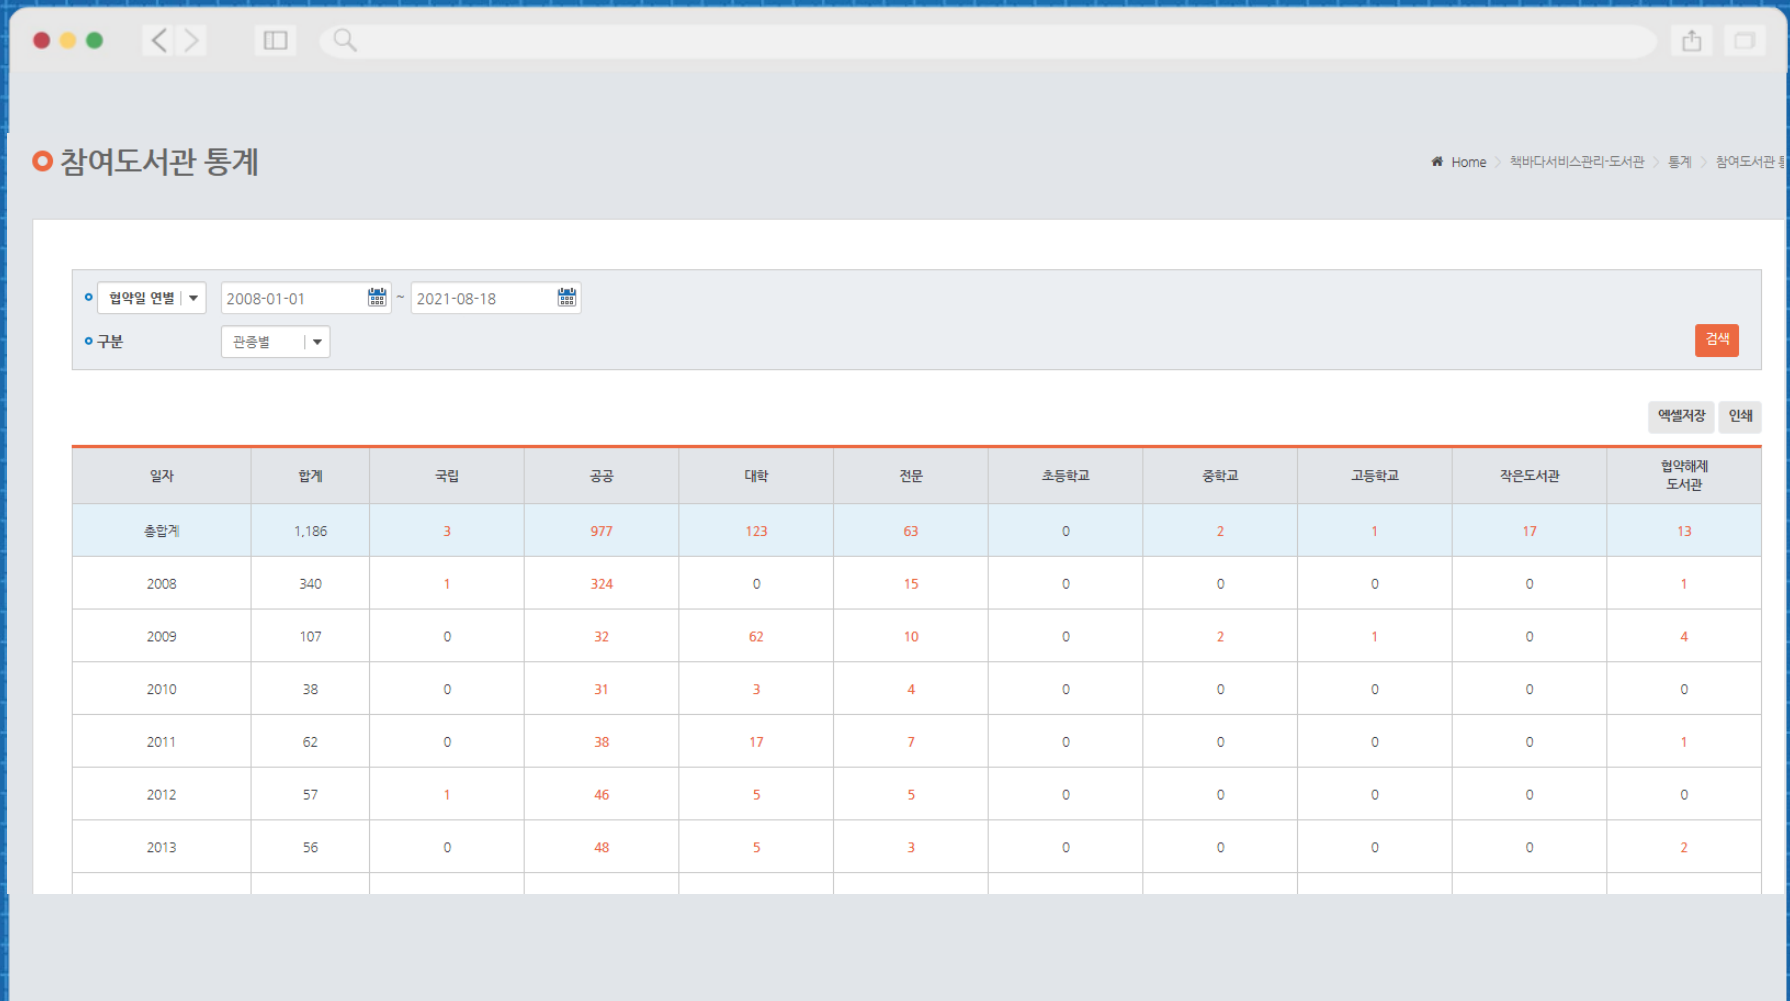 참여도서관 통계
Home 책바다서비스관리-도서관 통계 참여도서관
협약일 연별 2008-01-01 ~ 2021-08-18
구분 관종별
검색
엑셀저장 인쇄
일자 합계 국립 공공 대학 전문 초등학교 중학교 고등학교 작은도서관 협약해제
도서관
총합계 1,186 3 977 123 63 0 2 1 17 13
2008 340 1 324 0 15 0 0 0 0 1
2009 107 0 32 62 10 0 2 1 0 4
2010 38 0 31 3 4 0 0 0 0 0
2011 62 0 38 17 7 0 0 0 0 1
2012 57 1 46 5 5 0 0 0 0 0
2013 56 0 48 5 3 0 0 0 0 2